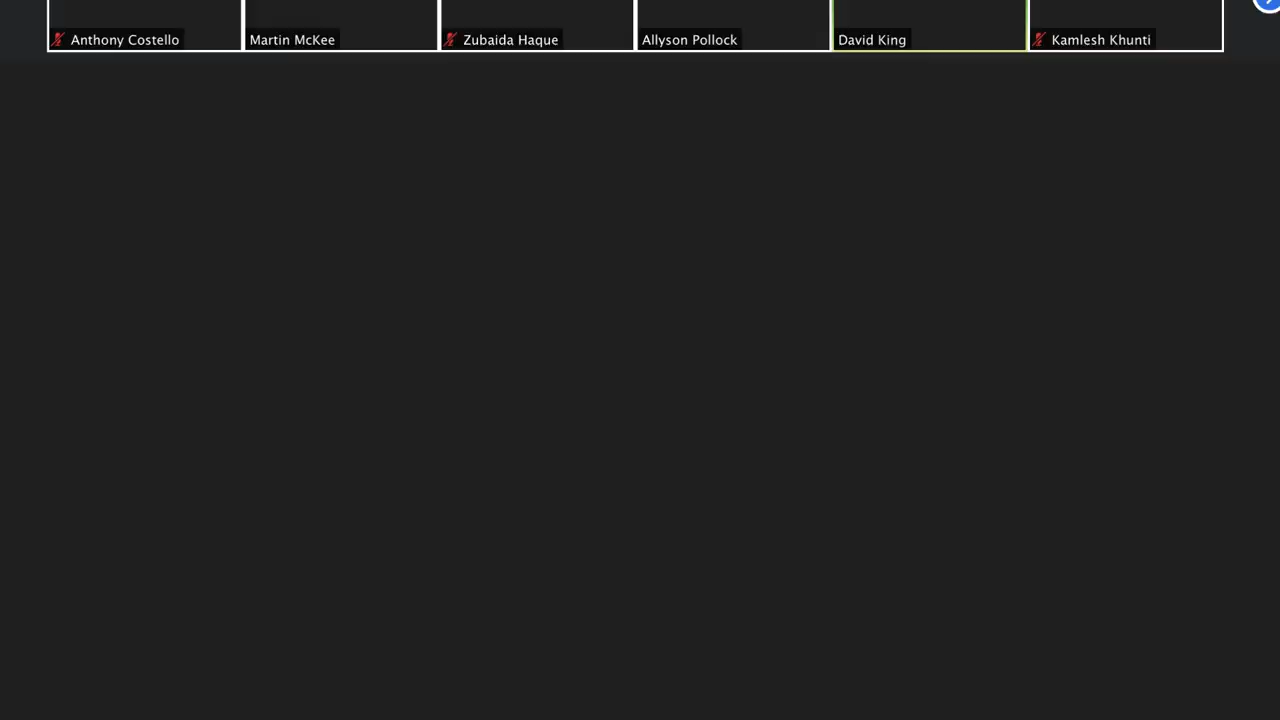 Anthony Costello
Martin McKee
Zubaida Haque
Allyson Pollock
David King
Kamlesh Khunti